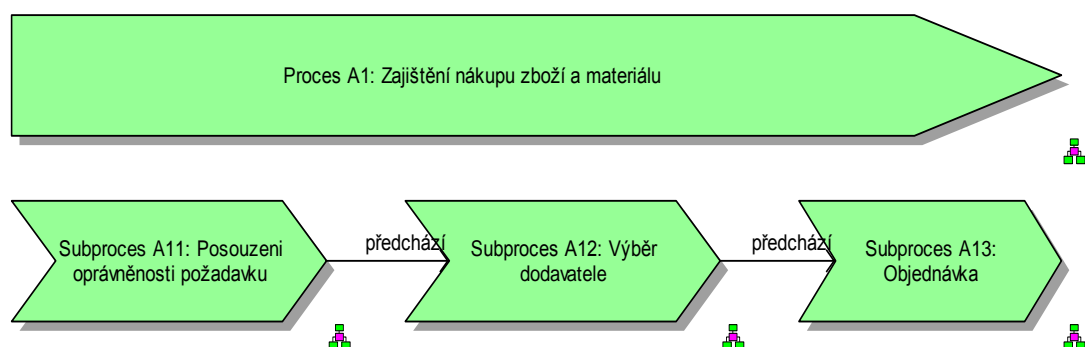 Proces A1: Zajištění nákupu zboží a materiálu
Subproces A11: Posouzeni
oprávněnosti požadavku
předchází
Subproces A12: Výběr
dodavatele
předchází
Subproces A13:
Objednávka